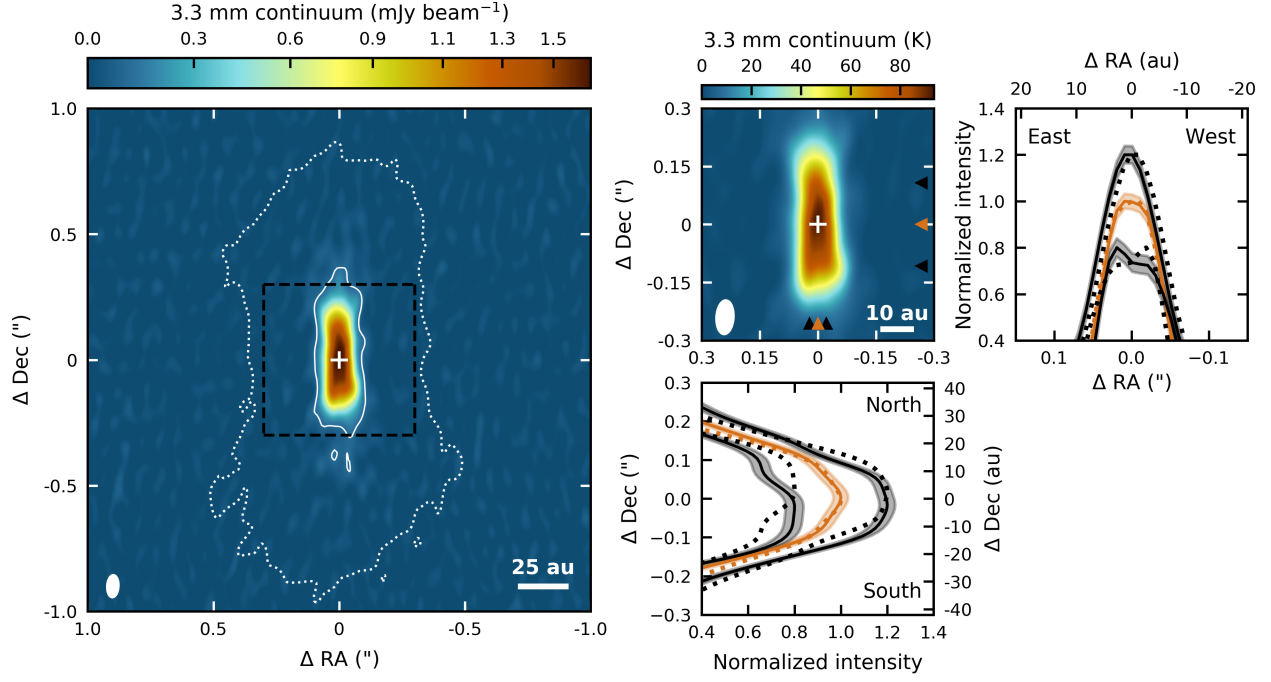 3.3 mm continuum (mJy beam⁻¹)
0.0 0.3 0.6 0.9 1.1 1.3 1.5
1.0
0.5
0
-0.5
-1.0
Δ Dec (")
25 au
1.0 0.5 0 -0.5 -1.0
Δ RA (")
3.3 mm continuum (K)
0 20 40 60 80
0.3
0.15
0
-0.15
-0.3
Δ Dec (")
10 au
0.3 0.15 0 -0.15 -0.3
Δ RA (au)
20 10 0 -10 -20
1.4
1.2
1.0
0.8
0.6
0.4
Normalized intensity
East West
0.1 0.0 −0.1
Δ RA (")
0.3
0.2
0.1
0.0
−0.1
−0.2
−0.3
Δ Dec (")
North
South
40
30
20
10
0
-10
-20
-30
-40
Δ Dec (au)
0.4 0.6 0.8 1.0 1.2 1.4
Normalized intensity